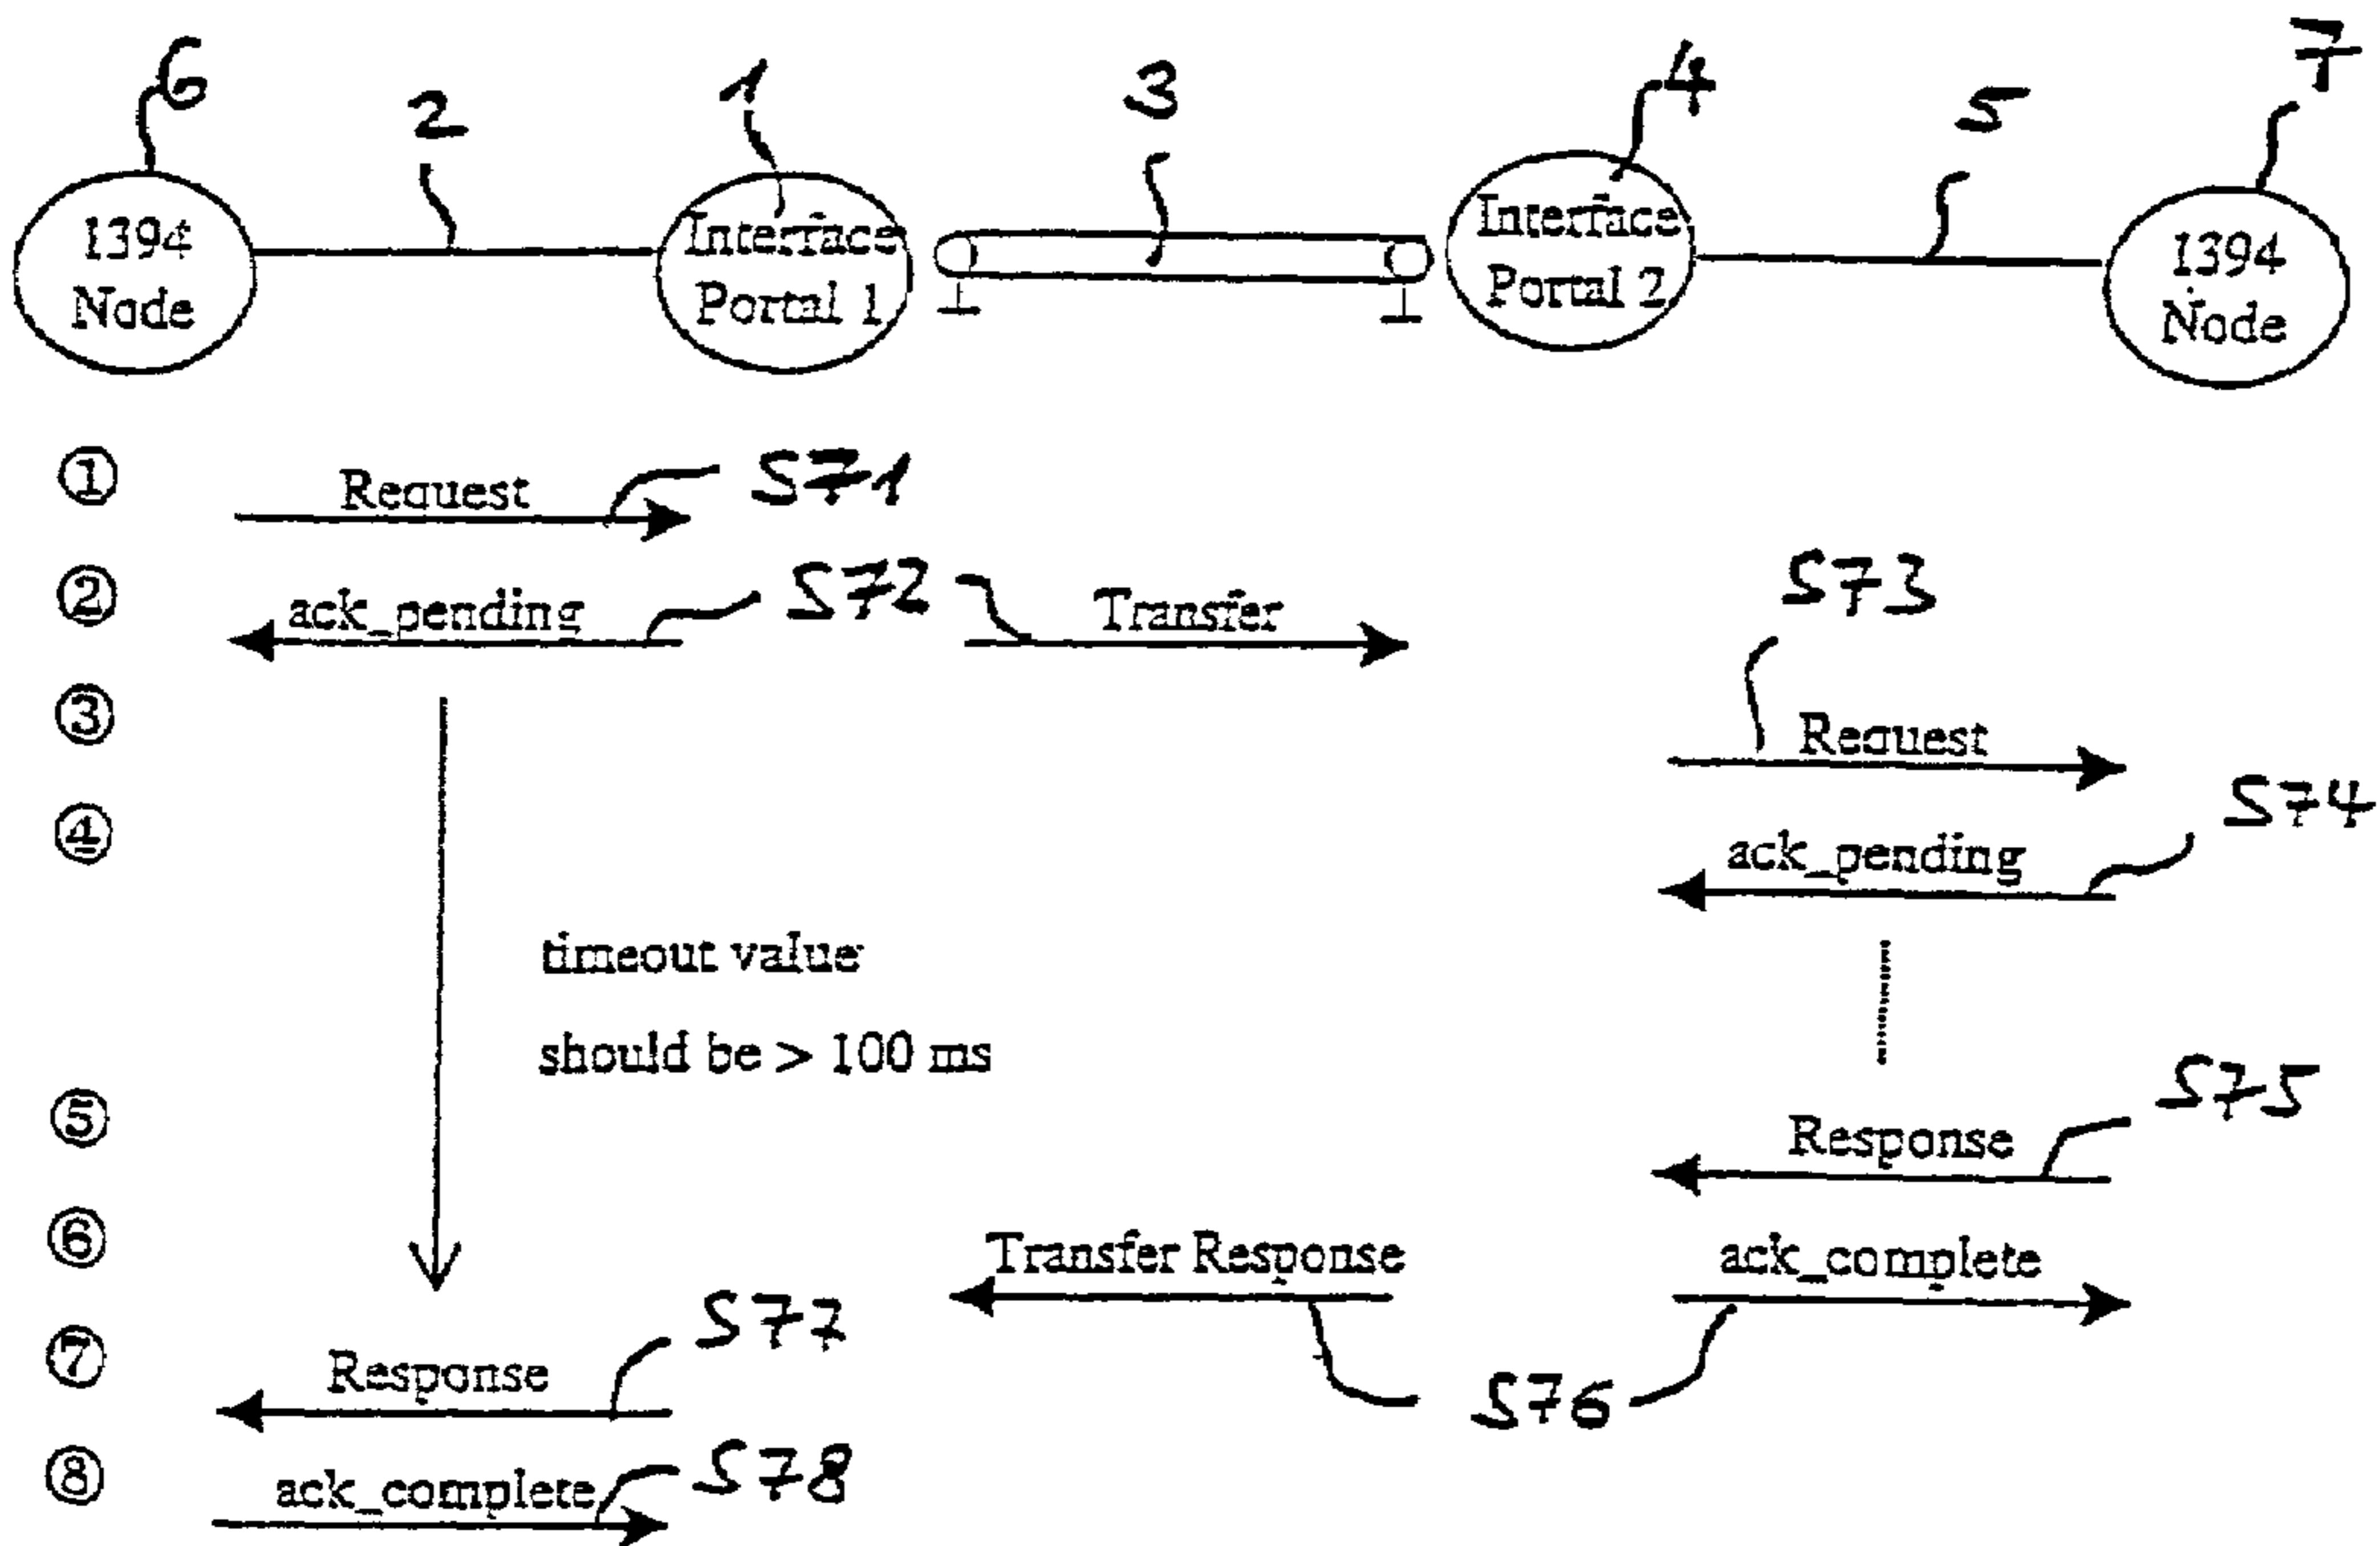 6 2 1 3 4 5 7
1394 Node
Interface Portal 1
Interface Portal 2
1394 Node
① Request S71
② ack_pending S72 Transfer S73
③ Request
④ ack_pending S74
timeout value
should be > 100 ms
⑤ Response S75
⑥ Transfer Response ack_complete
⑦ Response S77 S76
⑧ ack_complete S78